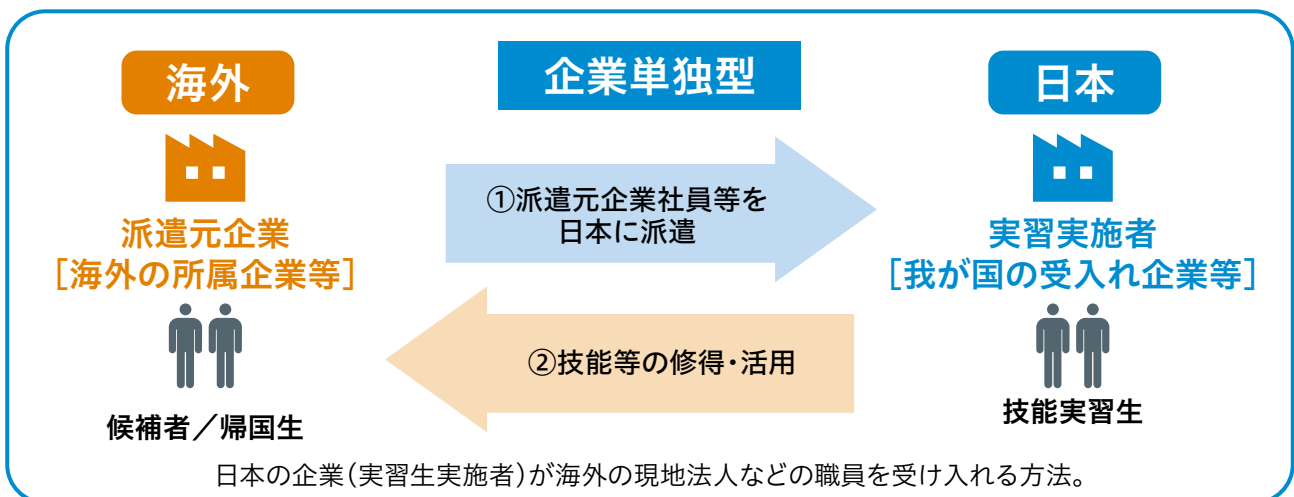 海外
企業単独型
日本
派遣元企業
［海外の所属企業等］
①派遣元企業社員等を
日本に派遣
実習実施者
［我が国の受入れ企業等］
②技能等の修得・活用
候補者／帰国生
技能実習生
日本の企業（実習生実施者）が海外の現地法人などの職員を受け入れる方法。